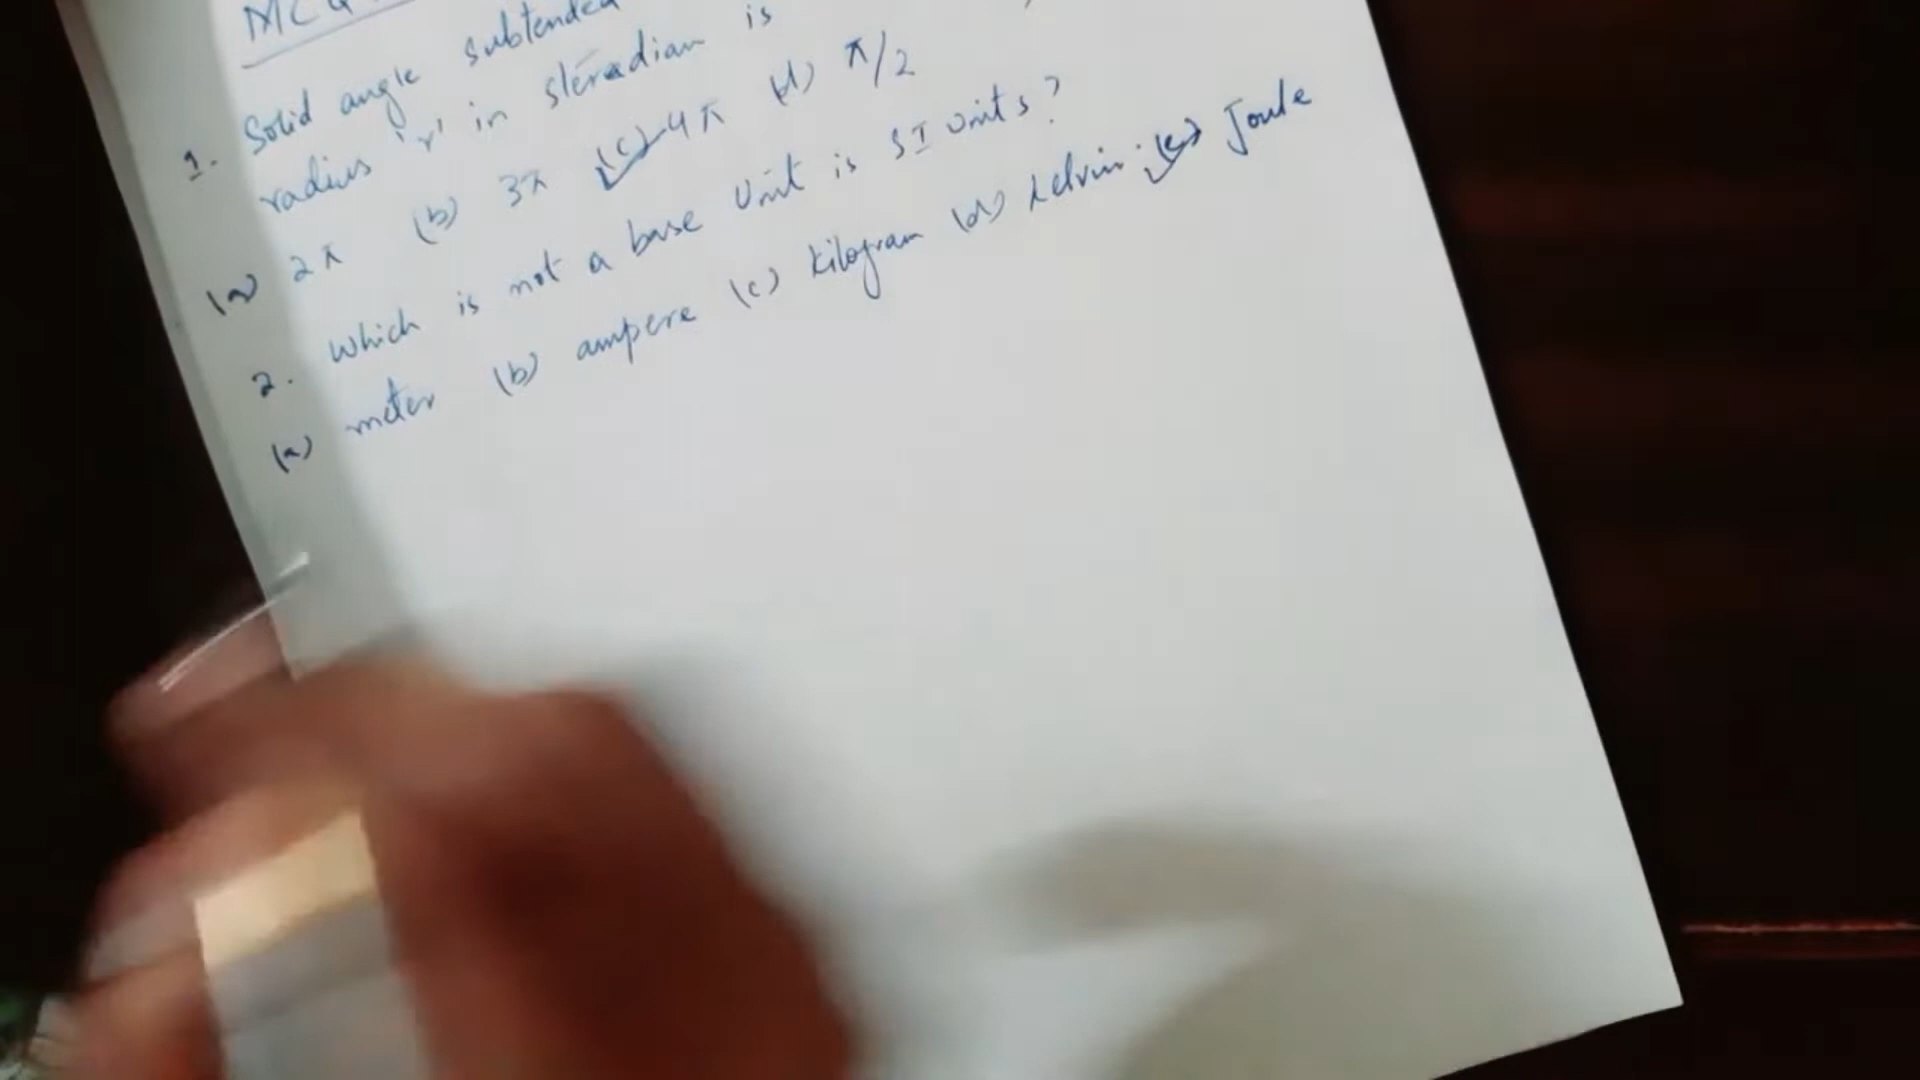 MCQ
1. Solid angle subtended
radius 'r' in steradian is
(a) 2π (b) 3π (c) 4π (d) π/2
2. Which is not a base Unit is SI Units?
(a) meter (b) ampere (c) kilogram (d) kelvin (e) Joule